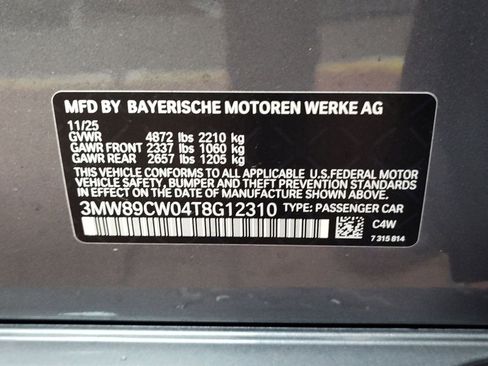 MFD BY BAYERISCHE MOTOREN WERKE AG
11/25
GVWR 4872 lbs 2210 kg
GAWR FRONT 2337 lbs 1060 kg
GAWR REAR 2657 lbs 1205 kg
THIS VEHICLE CONFORMS TO ALL APPLICABLE U.S.FEDERAL MOTOR
VEHICLE SAFETY, BUMPER, AND THEFT PREVENTION STANDARDS
IN EFFECT ON THE DATE OF MANUFACTURE SHOWN ABOVE.
3MW89CW04T8G12310 TYPE: PASSENGER CAR
C4W
7 315 814